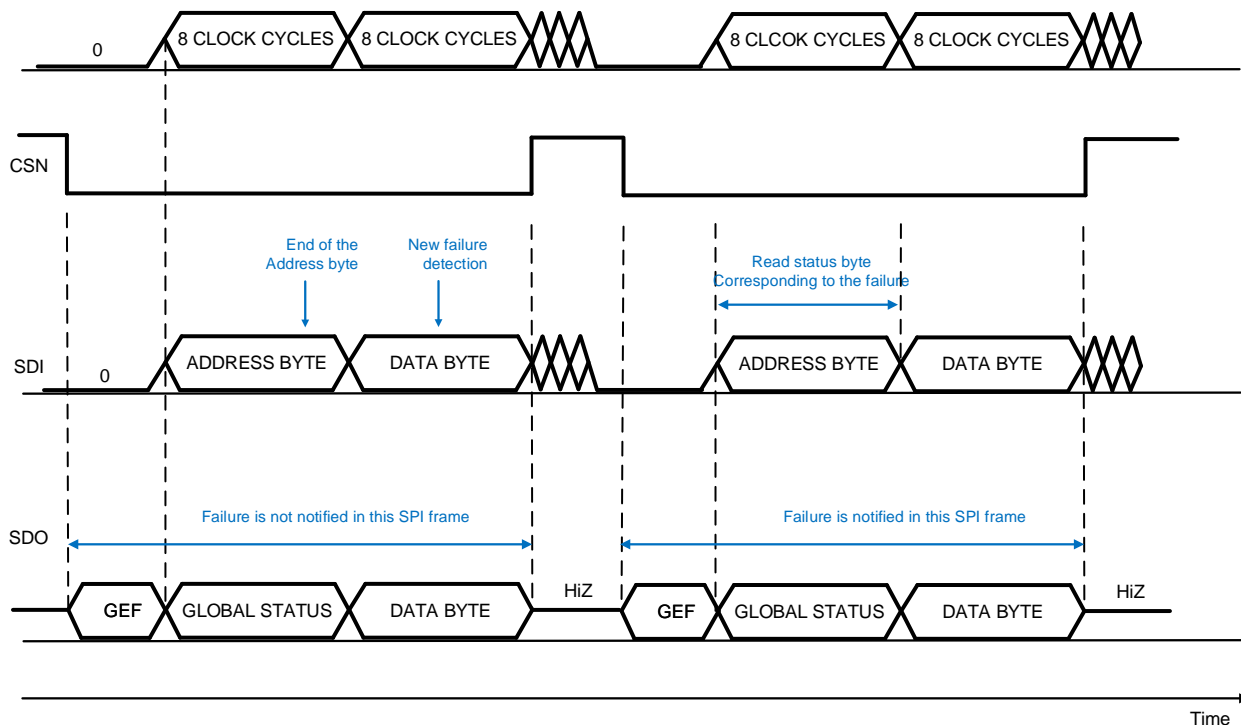 0
8 CLOCK CYCLES
8 CLOCK CYCLES
8 CLCOK CYCLES
8 CLOCK CYCLES
CSN
End of the
Address byte
New failure
detection
Read status byte
Corresponding to the failure
SDI
0
ADDRESS BYTE
DATA BYTE
ADDRESS BYTE
DATA BYTE
Failure is not notified in this SPI frame
Failure is notified in this SPI frame
SDO
GEF
GLOBAL STATUS
DATA BYTE
HiZ
GEF
GLOBAL STATUS
DATA BYTE
HiZ
Time